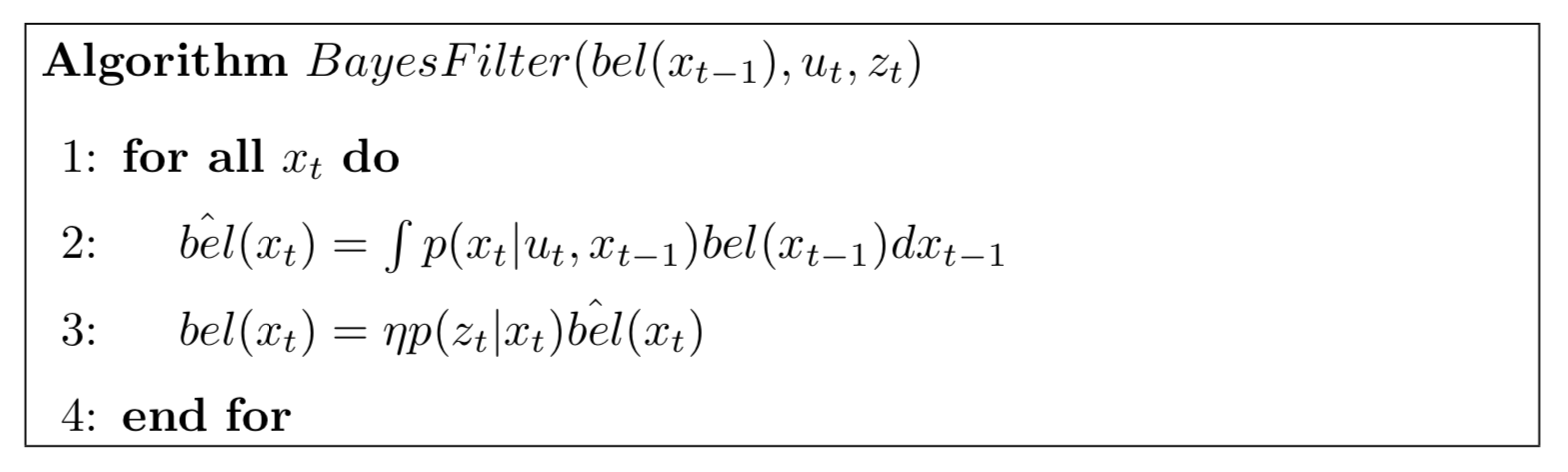 Algorithm BayesFilter(bel(x_{t−1}), u_t, z_t)
1: for all x_t do
2: b\hat{e}l(x_t) = ∫ p(x_t|u_t, x_{t−1})bel(x_{t−1})dx_{t−1}
3: bel(x_t) = ηp(z_t|x_t)b\hat{e}l(x_t)
4: end for